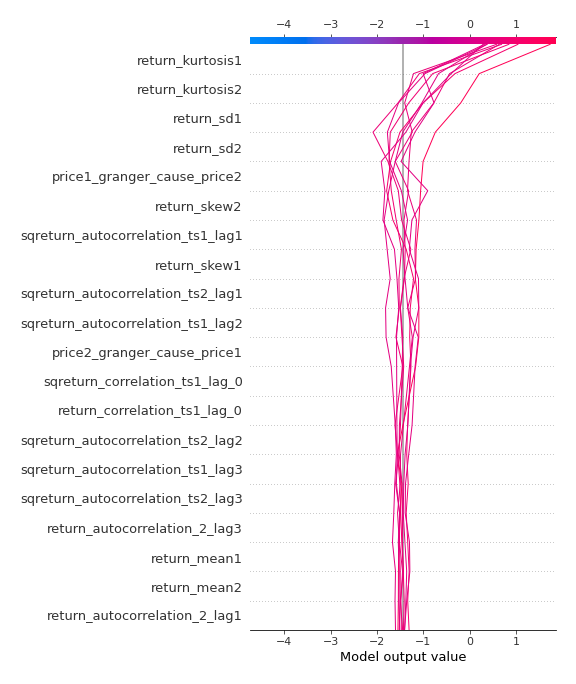 −4 −3 −2 −1 0 1
return_kurtosis1
return_kurtosis2
return_sd1
return_sd2
price1_granger_cause_price2
return_skew2
sqreturn_autocorrelation_ts1_lag1
return_skew1
sqreturn_autocorrelation_ts2_lag1
sqreturn_autocorrelation_ts1_lag2
price2_granger_cause_price1
sqreturn_correlation_ts1_lag_0
return_correlation_ts1_lag_0
sqreturn_autocorrelation_ts2_lag2
sqreturn_autocorrelation_ts1_lag3
sqreturn_autocorrelation_ts2_lag3
return_autocorrelation_2_lag3
return_mean1
return_mean2
return_autocorrelation_2_lag1
−4 −3 −2 −1 0 1
Model output value